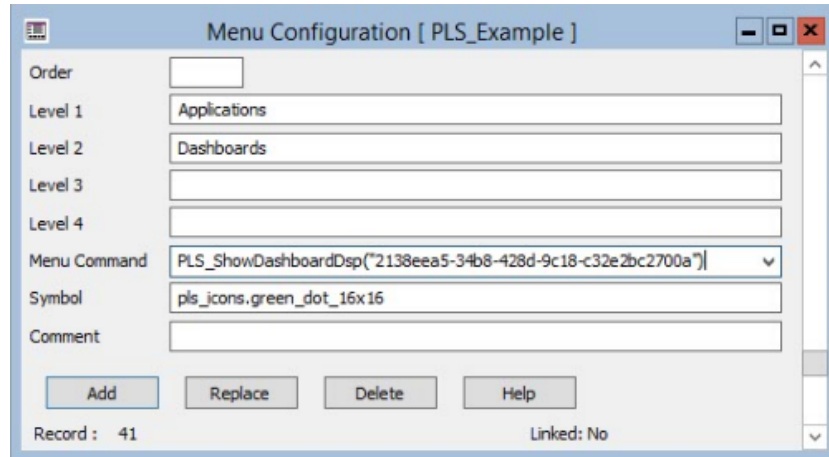 Menu Configuration [ PLS_Example ]
Order
Level 1 Applications
Level 2 Dashboards
Level 3
Level 4
Menu Command PLS_ShowDashboardDsp("2138eea5-34b8-428d-9c18-c32e2bc2700a")
Symbol pls_icons.green_dot_16x16
Comment
Add Replace Delete Help
Record : 41 Linked: No